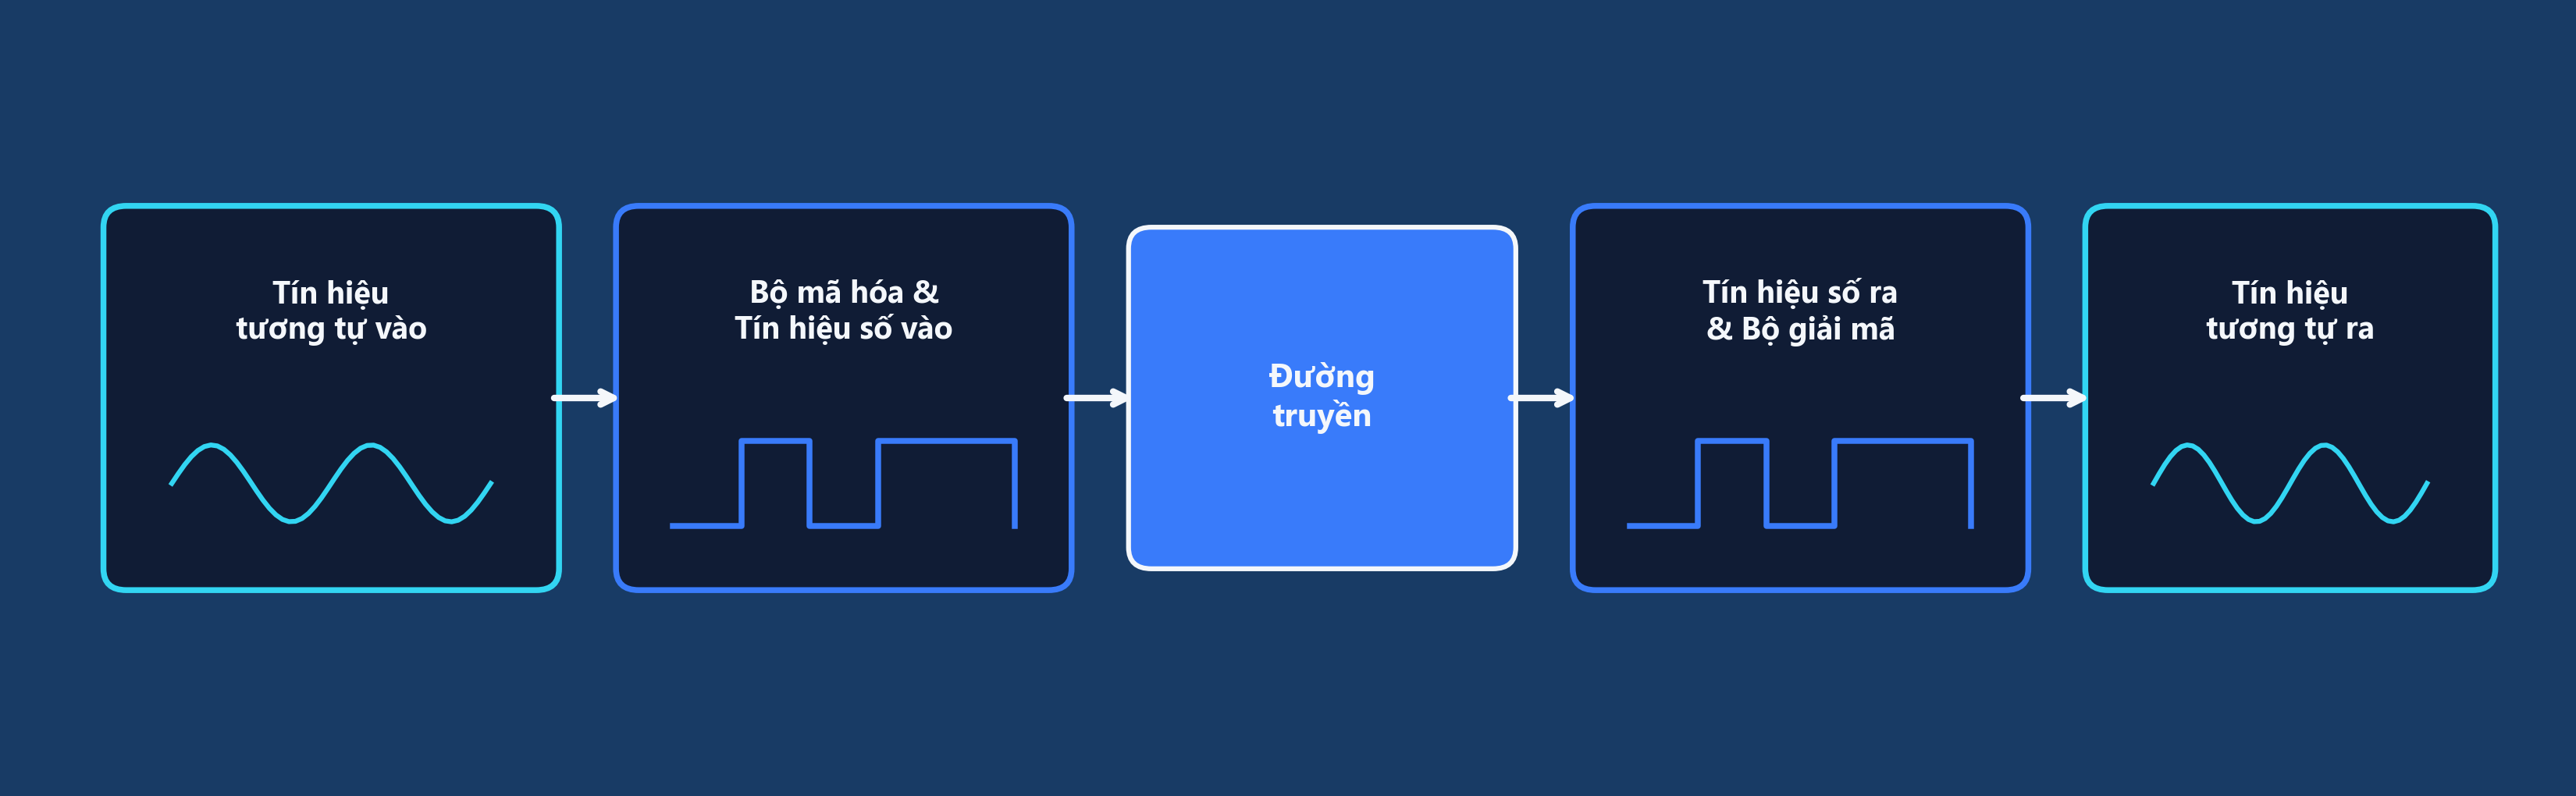 Tín hiệu
tương tự vào
Bộ mã hóa &
Tín hiệu số vào
Đường
truyền
Tín hiệu số ra
& Bộ giải mã
Tín hiệu
tương tự ra